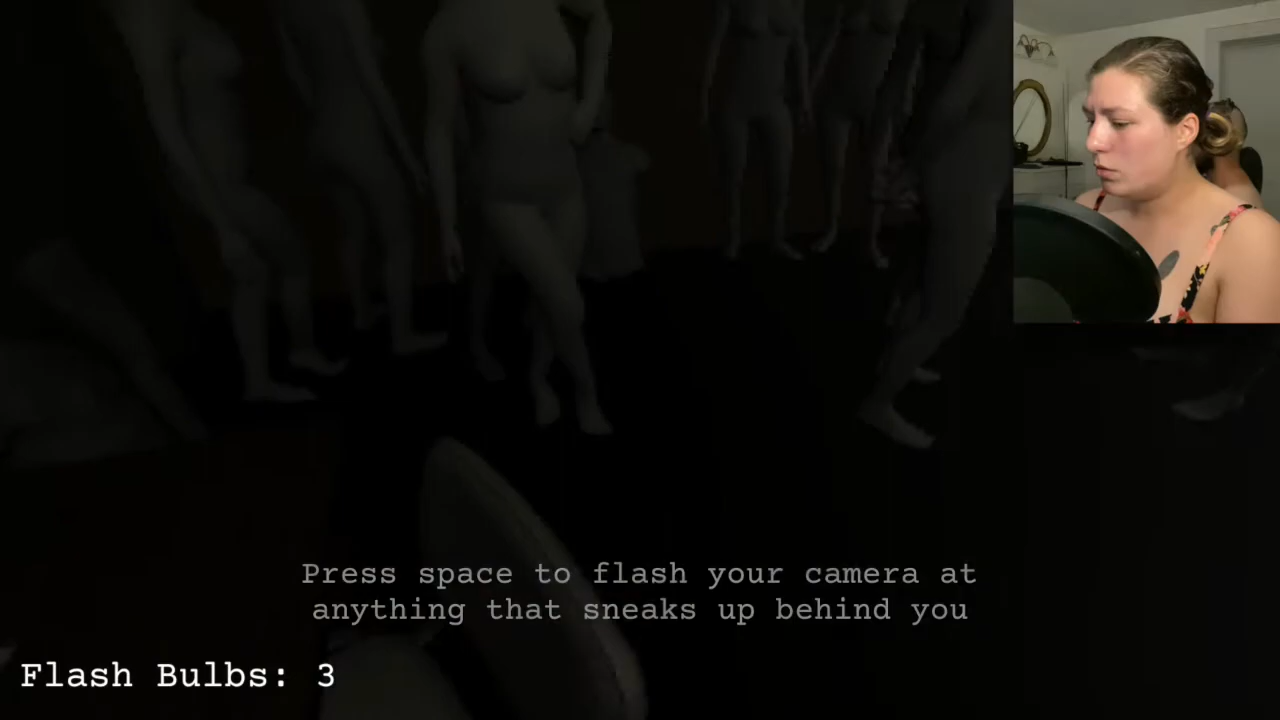 Press space to flash your camera at
anything that sneaks up behind you
Flash Bulbs: 3